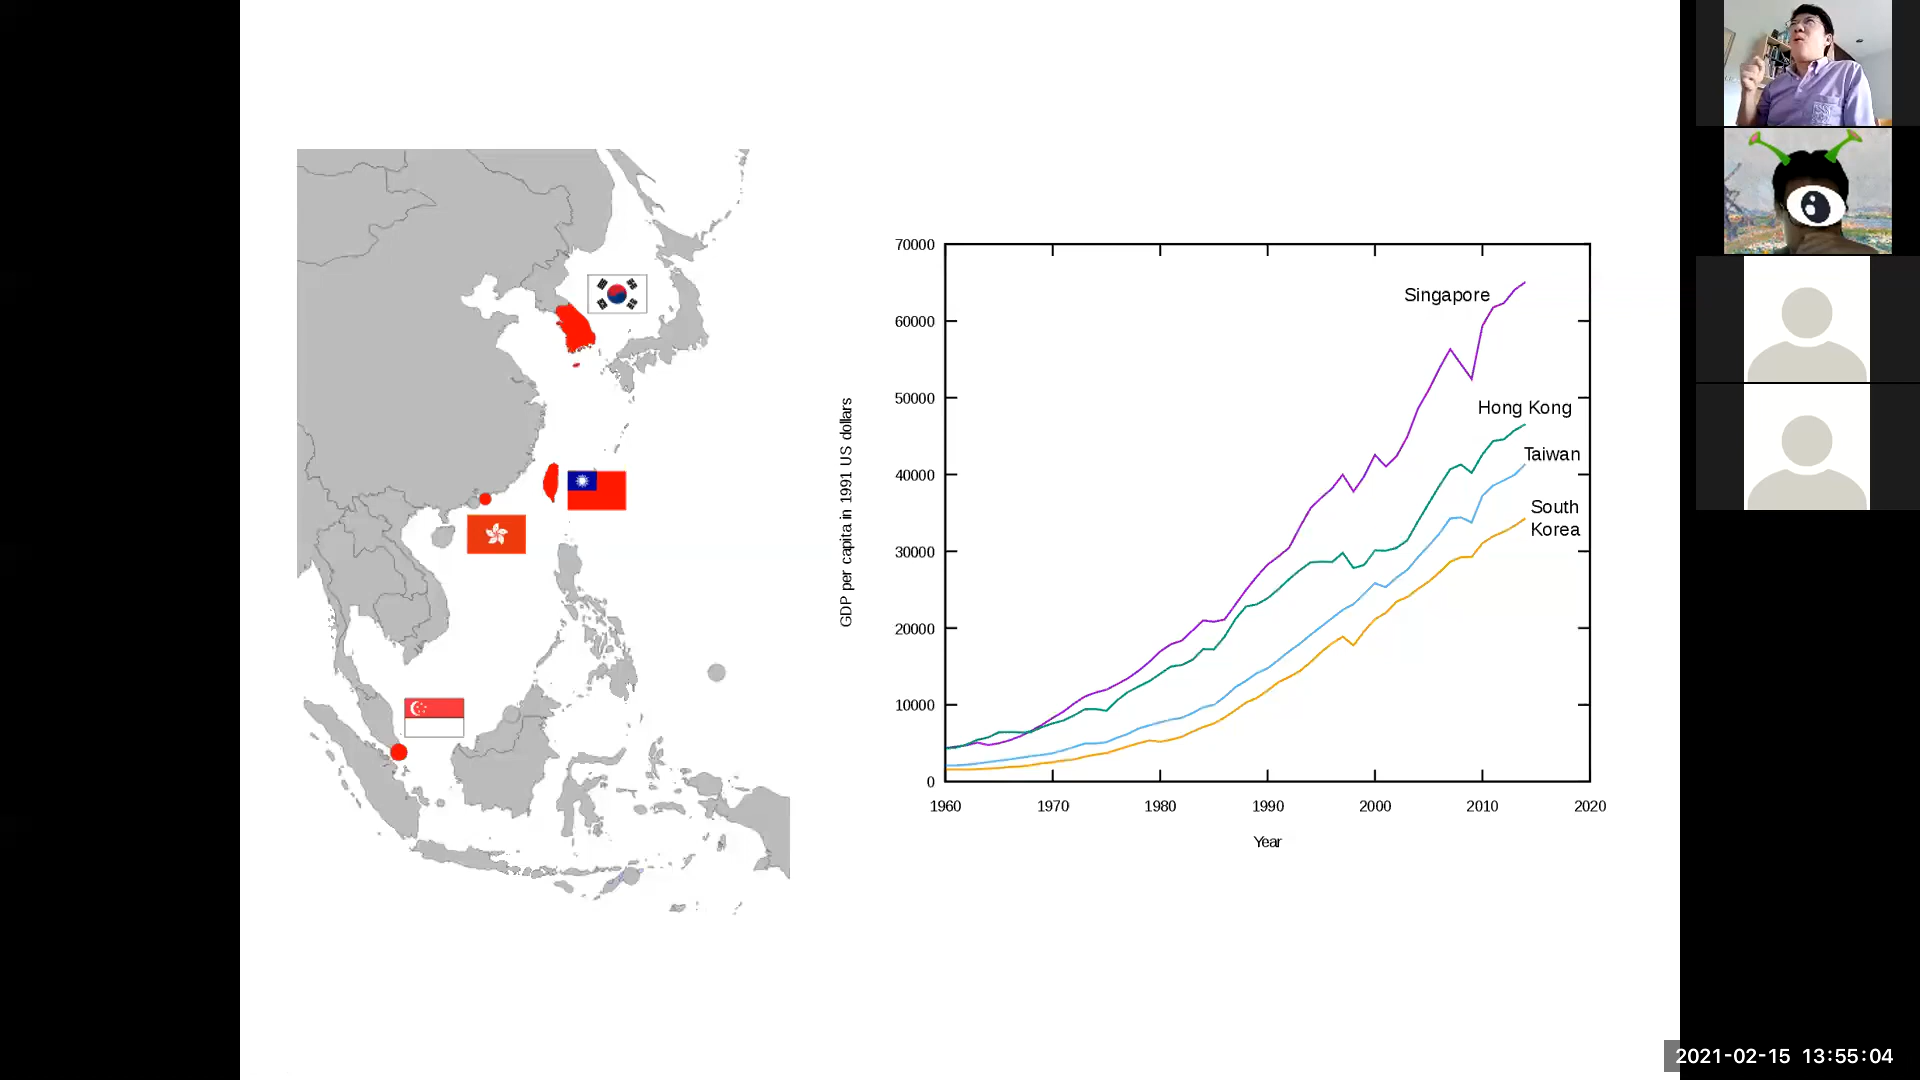 70000
60000
50000
40000
30000
20000
10000
0
GDP per capita in 1991 US dollars
Singapore
Hong Kong
Taiwan
South
Korea
1960 1970 1980 1990 2000 2010 2020
Year
2021-02-15 13:55:04